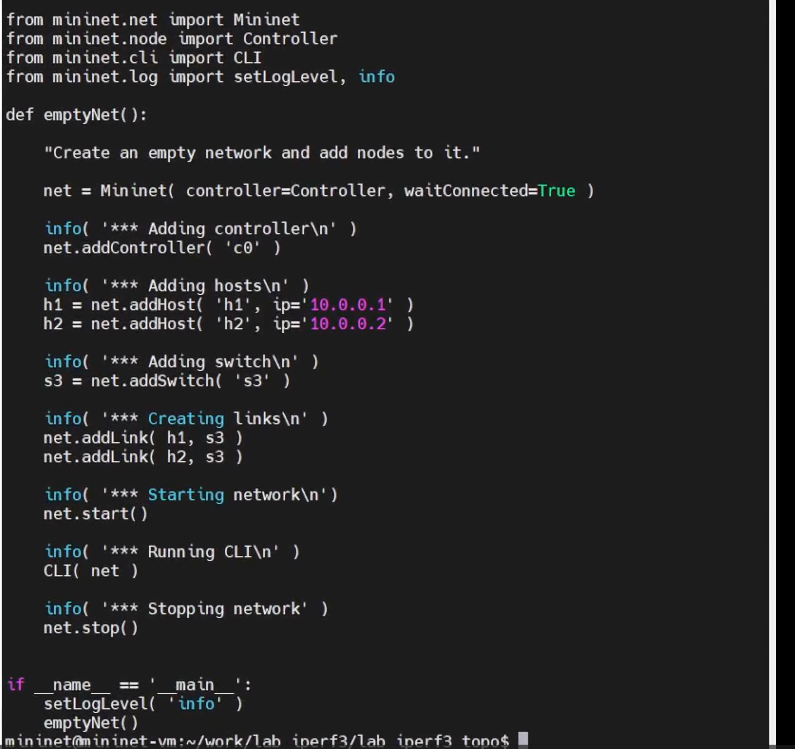 from mininet.net import Mininet
from mininet.node import Controller
from mininet.cli import CLI
from mininet.log import setLogLevel, info
def emptyNet():
"Create an empty network and add nodes to it."
net = Mininet( controller=Controller, waitConnected=True )
info( '*** Adding controller\n' )
net.addController( 'c0' )
info( '*** Adding hosts\n' )
h1 = net.addHost( 'h1', ip='10.0.0.1' )
h2 = net.addHost( 'h2', ip='10.0.0.2' )
info( '*** Adding switch\n' )
s3 = net.addSwitch( 's3' )
info( '*** Creating links\n' )
net.addLink( h1, s3 )
net.addLink( h2, s3 )
info( '*** Starting network\n')
net.start()
info( '*** Running CLI\n' )
CLI( net )
info( '*** Stopping network' )
net.stop()
if __name__ == '__main__':
setLogLevel( 'info' )
emptyNet()
mininet@mininet-vm:~/work/lab_iperf3/lab_iperf3_topo$